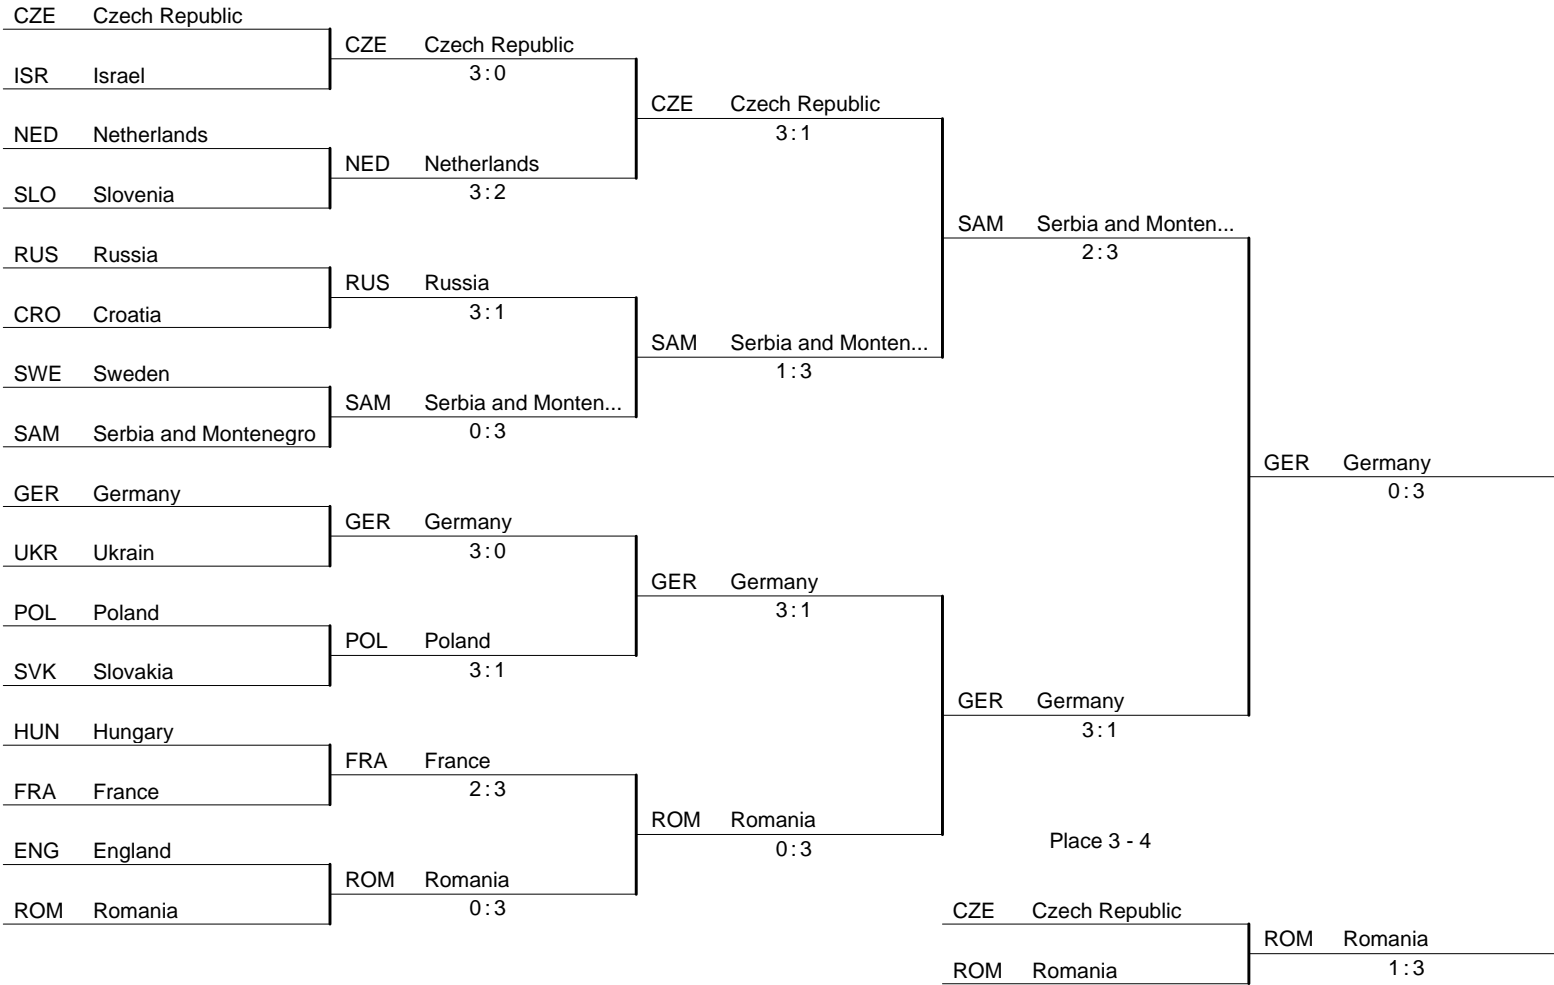 CZE Czech Republic
CZE Czech Republic
3:0
ISR Israel
CZE Czech Republic
3:1
NED Netherlands
NED Netherlands
3:2
SLO Slovenia
SAM Serbia and Monten...
2:3
RUS Russia
RUS Russia
3:1
CRO Croatia
SAM Serbia and Monten...
1:3
SWE Sweden
SAM Serbia and Monten...
0:3
SAM Serbia and Montenegro
GER Germany
0:3
GER Germany
GER Germany
3:0
UKR Ukrain
GER Germany
3:1
POL Poland
POL Poland
3:1
SVK Slovakia
GER Germany
3:1
HUN Hungary
FRA France
2:3
FRA France
ROM Romania
0:3
ENG England
ROM Romania
0:3
ROM Romania
Place 3 - 4
CZE Czech Republic
ROM Romania
1:3
ROM Romania